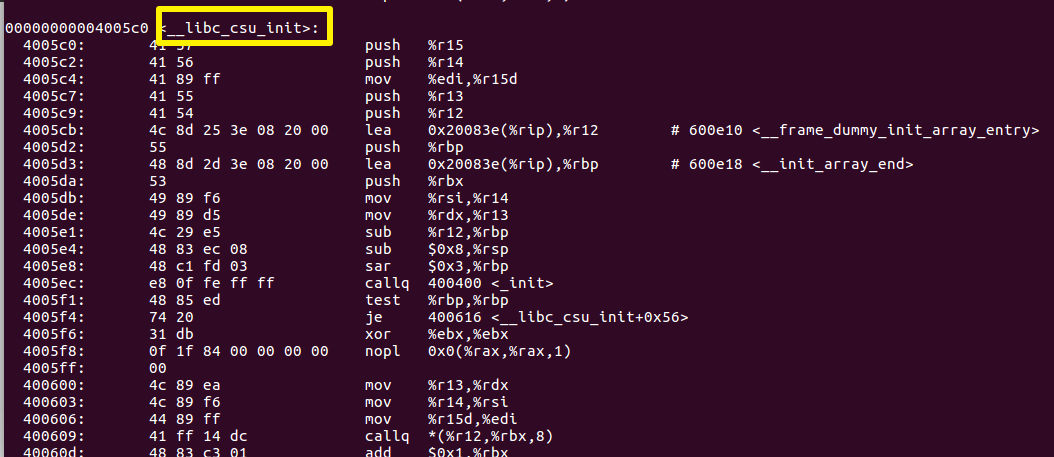 00000000004005c0 <__libc_csu_init>:
4005c0: 41 57 push %r15
4005c2: 41 56 push %r14
4005c4: 41 89 ff mov %edi,%r15d
4005c7: 41 55 push %r13
4005c9: 41 54 push %r12
4005cb: 4c 8d 25 3e 08 20 00 lea 0x20083e(%rip),%r12 # 600e10 <__frame_dummy_init_array_entry>
4005d2: 55 push %rbp
4005d3: 48 8d 2d 3e 08 20 00 lea 0x20083e(%rip),%rbp # 600e18 <__init_array_end>
4005da: 53 push %rbx
4005db: 49 89 f6 mov %rsi,%r14
4005de: 49 89 d5 mov %rdx,%r13
4005e1: 4c 29 e5 sub %r12,%rbp
4005e4: 48 83 ec 08 sub $0x8,%rsp
4005e8: 48 c1 fd 03 sar $0x3,%rbp
4005ec: e8 0f fe ff ff callq 400400 <_init>
4005f1: 48 85 ed test %rbp,%rbp
4005f4: 74 20 je 400616 <__libc_csu_init+0x56>
4005f6: 31 db xor %ebx,%ebx
4005f8: 0f 1f 84 00 00 00 00 nopl 0x0(%rax,%rax,1)
4005ff: 00
400600: 4c 89 ea mov %r13,%rdx
400603: 4c 89 f6 mov %r14,%rsi
400606: 44 89 ff mov %r15d,%edi
400609: 41 ff 14 dc callq *(%r12,%rbx,8)
40060d: 48 83 c3 01 add $0x1,%rbx